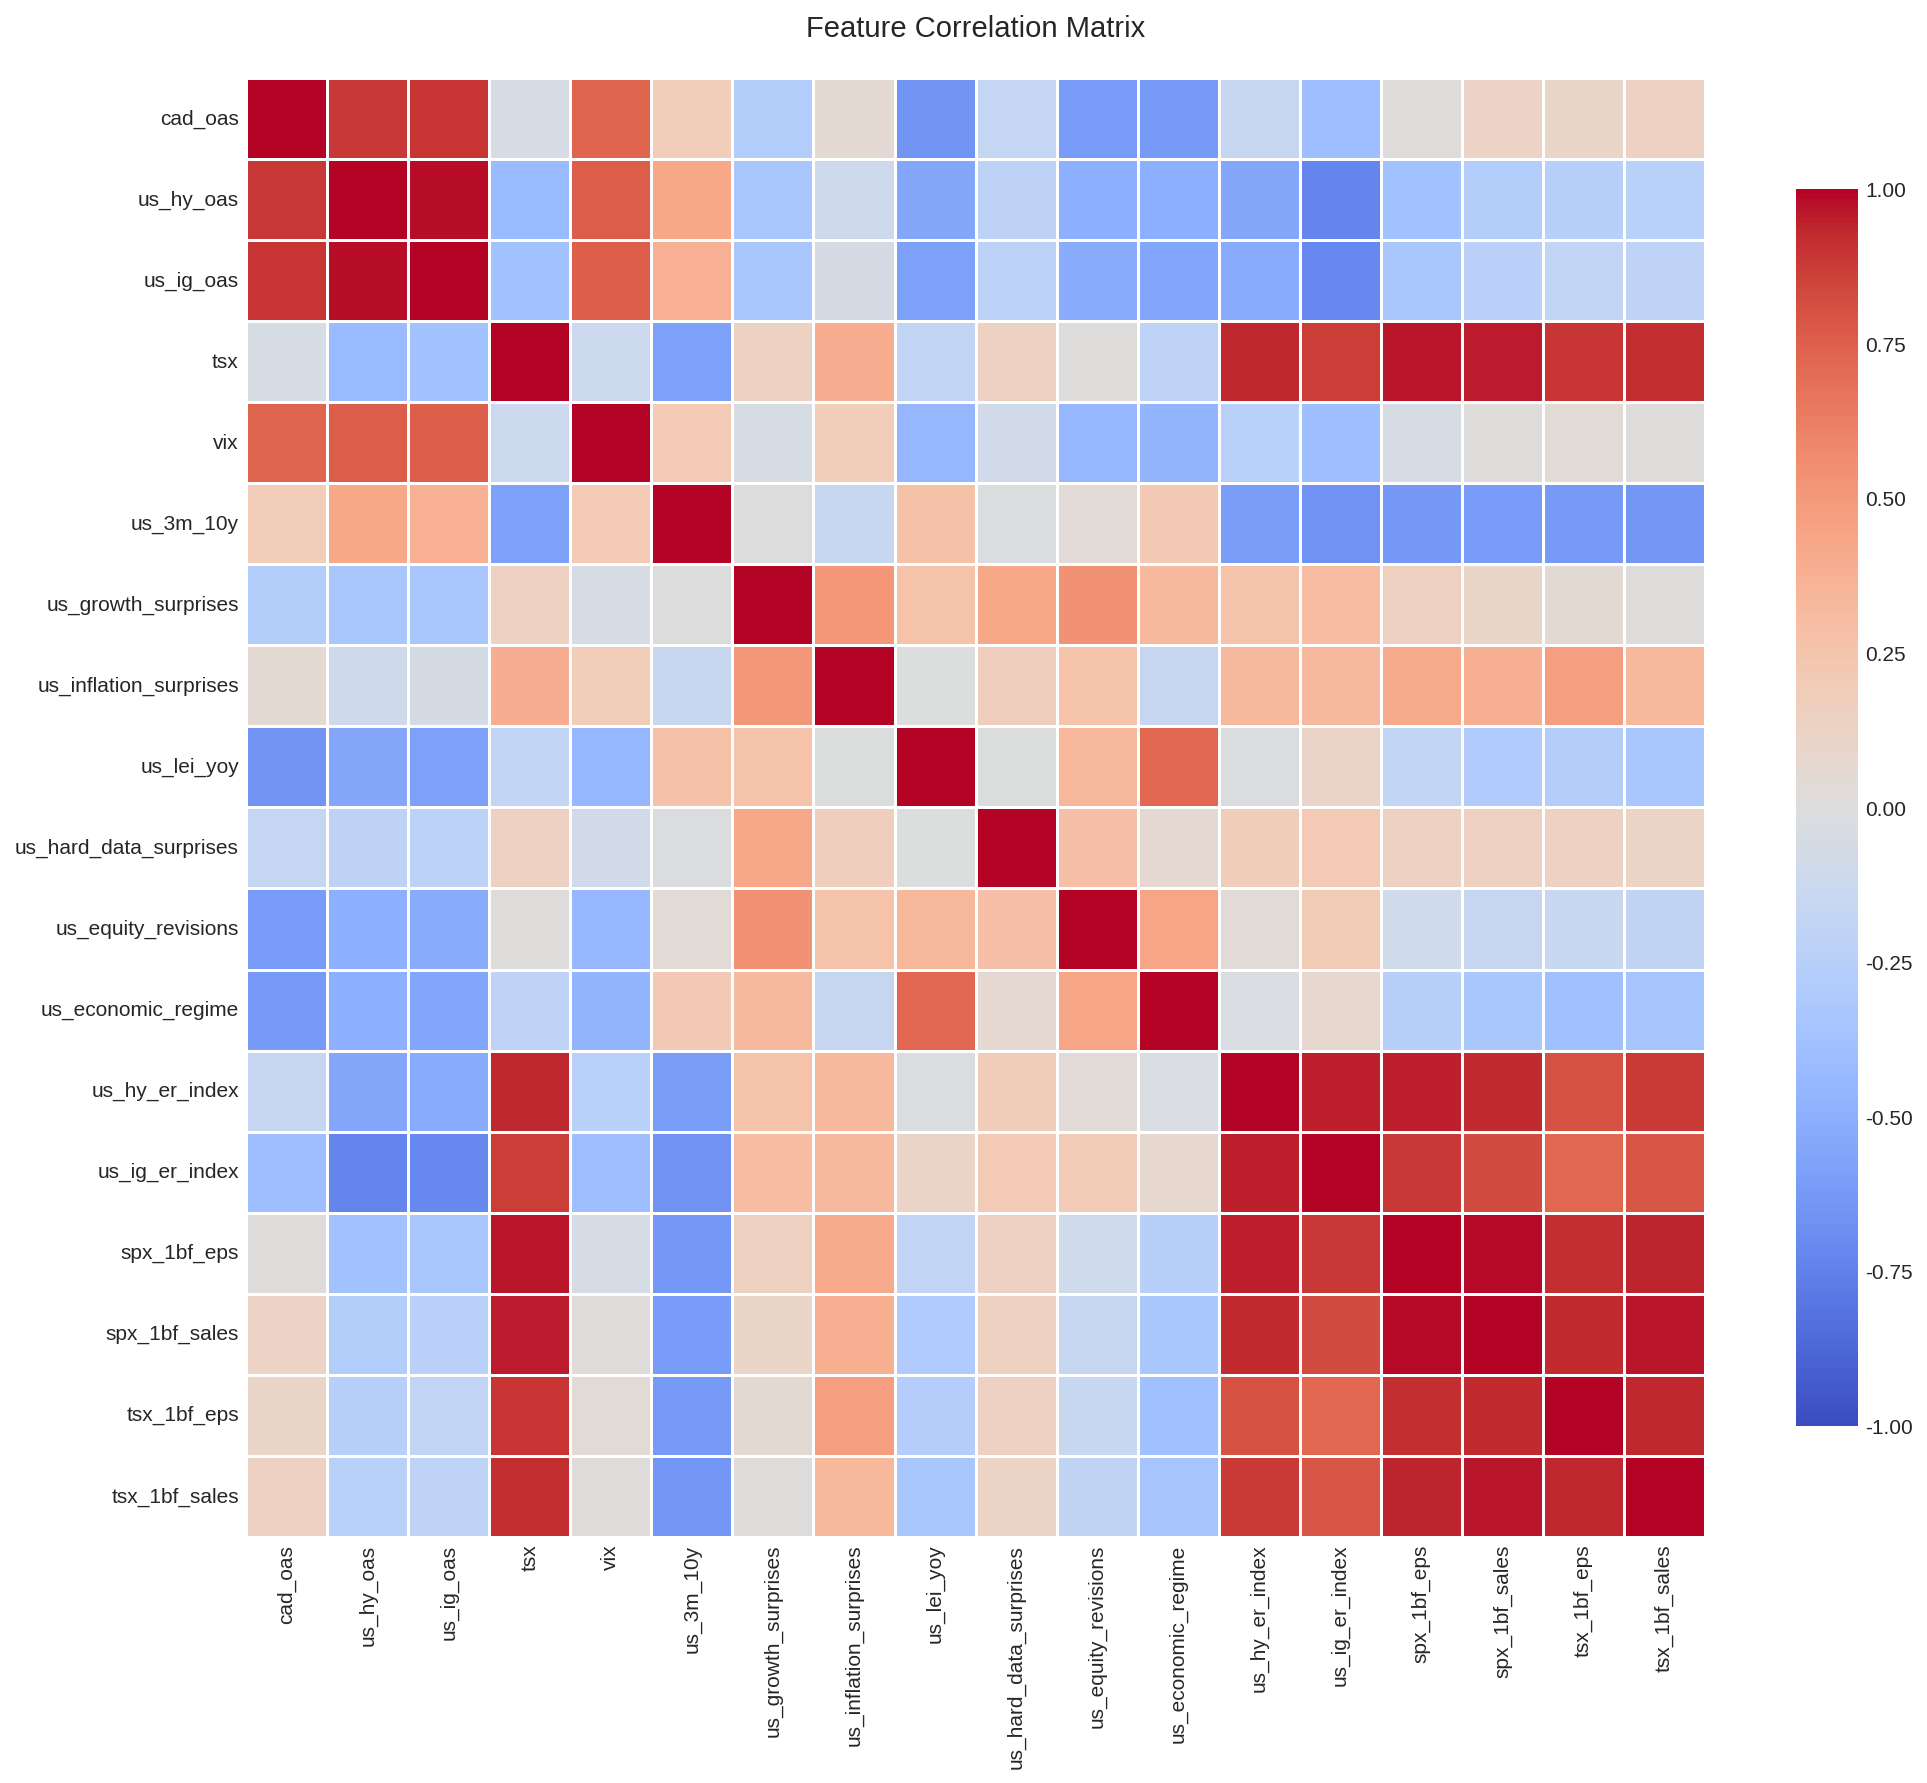 Feature Correlation Matrix
cad_oas
us_hy_oas
us_ig_oas
tsx
vix
us_3m_10y
us_growth_surprises
us_inflation_surprises
us_lei_yoy
us_hard_data_surprises
us_equity_revisions
us_economic_regime
us_hy_er_index
us_ig_er_index
spx_1bf_eps
spx_1bf_sales
tsx_1bf_eps
tsx_1bf_sales
cad_oas
us_hy_oas
us_ig_oas
tsx
vix
us_3m_10y
us_growth_surprises
us_inflation_surprises
us_lei_yoy
us_hard_data_surprises
us_equity_revisions
us_economic_regime
us_hy_er_index
us_ig_er_index
spx_1bf_eps
spx_1bf_sales
tsx_1bf_eps
tsx_1bf_sales
1.00
0.75
0.50
0.25
0.00
-0.25
-0.50
-0.75
-1.00